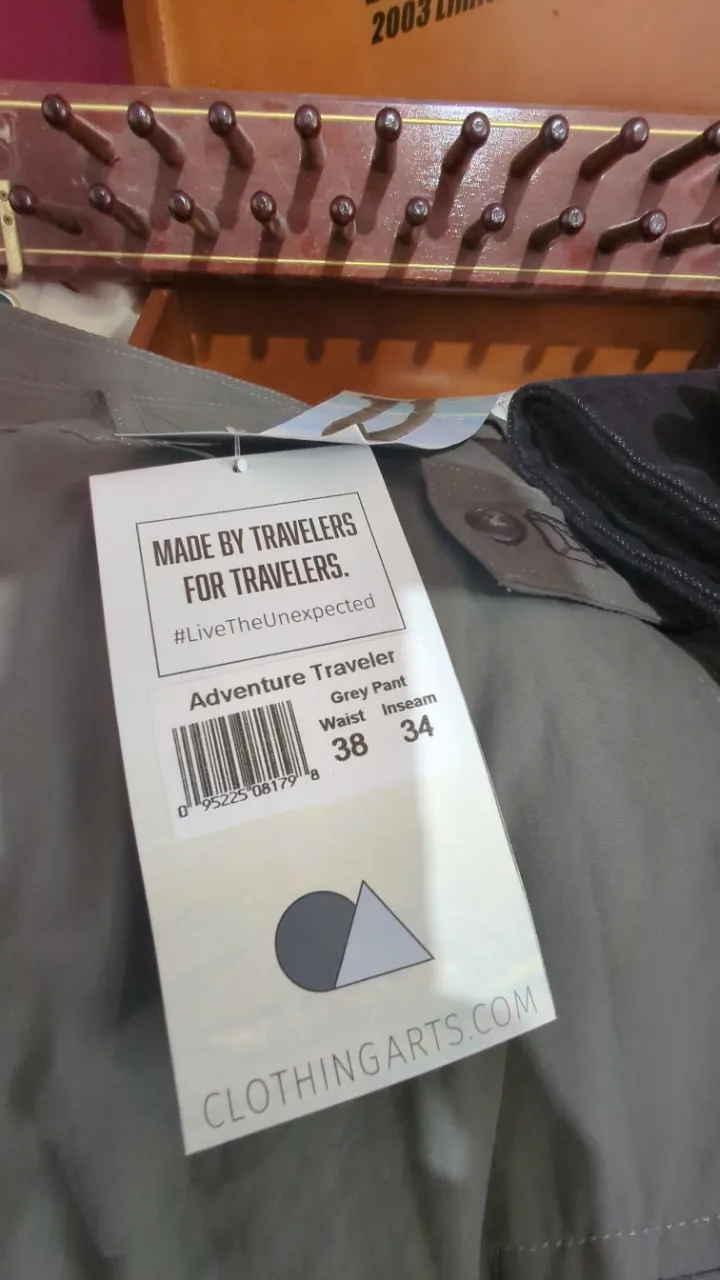 2003
MADE BY TRAVELERS
FOR TRAVELERS.
#LiveTheUnexpected
Adventure Traveler
Grey Pant
Waist Inseam
38 34
0 95225 08179 8
CLOTHINGARTS.COM